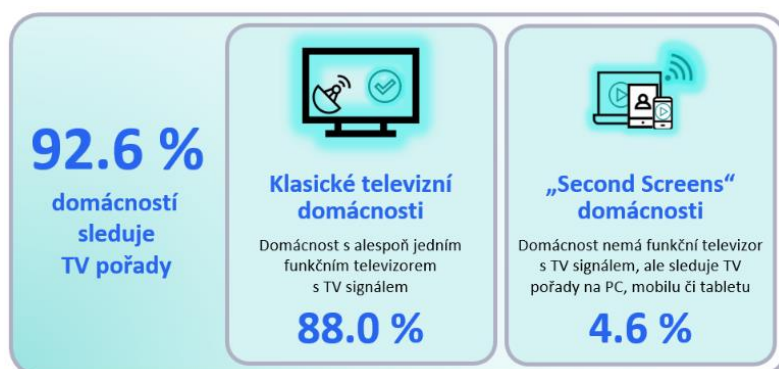 92.6 %
domácností
sleduje
TV pořady
Klasické televizní
domácnosti
Domácnost s alespoň jedním
funkčním televizorem
s TV signálem
88.0 %
„Second Screens“
domácnosti
Domácnost nemá funkční televizor
s TV signálem, ale sleduje TV
pořady na PC, mobilu či tabletu
4.6 %